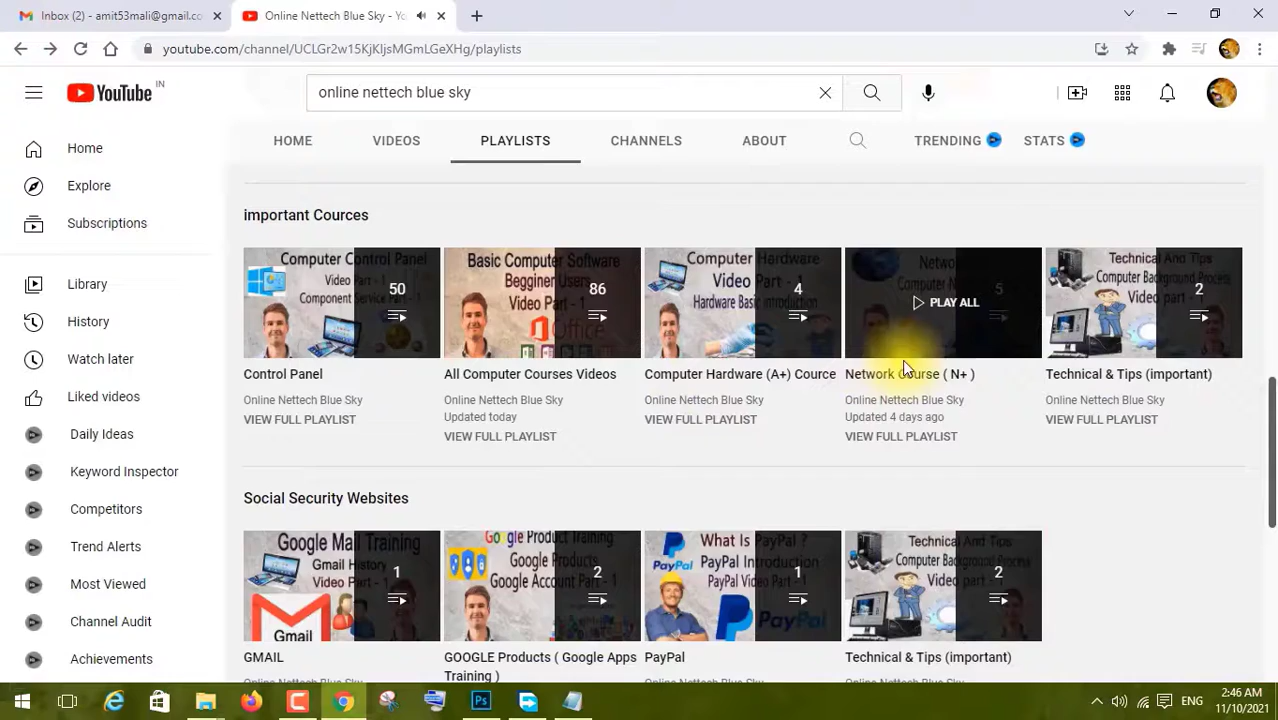 Inbox (2) - amit53mali@gmail.co
Online Nettech Blue Sky - Yo
youtube.com/channel/UCLGr2w15KjKIjsMGmLGeXHg/playlists
YouTube IN
online nettech blue sky
HOME VIDEOS PLAYLISTS CHANNELS ABOUT TRENDING STATS
Home
Explore
Subscriptions
Library
History
Watch later
Liked videos
Daily Ideas
Keyword Inspector
Competitors
Trend Alerts
Most Viewed
Channel Audit
Achievements
important Cources
Computer Control Panel
Video Part - 1
Component Service Part - 1
50
Control Panel
Online Nettech Blue Sky
VIEW FULL PLAYLIST
Basic Computer Software
Begginer Users
Video Part - 1
Office
86
All Computer Courses Videos
Online Nettech Blue Sky
Updated today
VIEW FULL PLAYLIST
Computer Hardware
Video
Hardware Basic introduction
4
Computer Hardware (A+) Cource
Online Nettech Blue Sky
VIEW FULL PLAYLIST
5
PLAY ALL
Network Course ( N+ )
Online Nettech Blue Sky
Updated 4 days ago
VIEW FULL PLAYLIST
Technical And Tips
Computer Background Process
Video part - 1
2
Technical & Tips (important)
Online Nettech Blue Sky
VIEW FULL PLAYLIST
Social Security Websites
Google Mail Training
Gmail History
Video Part - 1
Gmail
1
GMAIL
Google Product Training
Google Products
Google Account Part - 1
2
GOOGLE Products ( Google Apps
Training )
What Is PayPal ?
PayPal Introduction
PayPal Video Part - 1
PayPal
1
PayPal
Technical And Tips
Computer Background Process
Video part - 1
2
Technical & Tips (important)
Ps
ENG
2:46 AM
11/10/2021